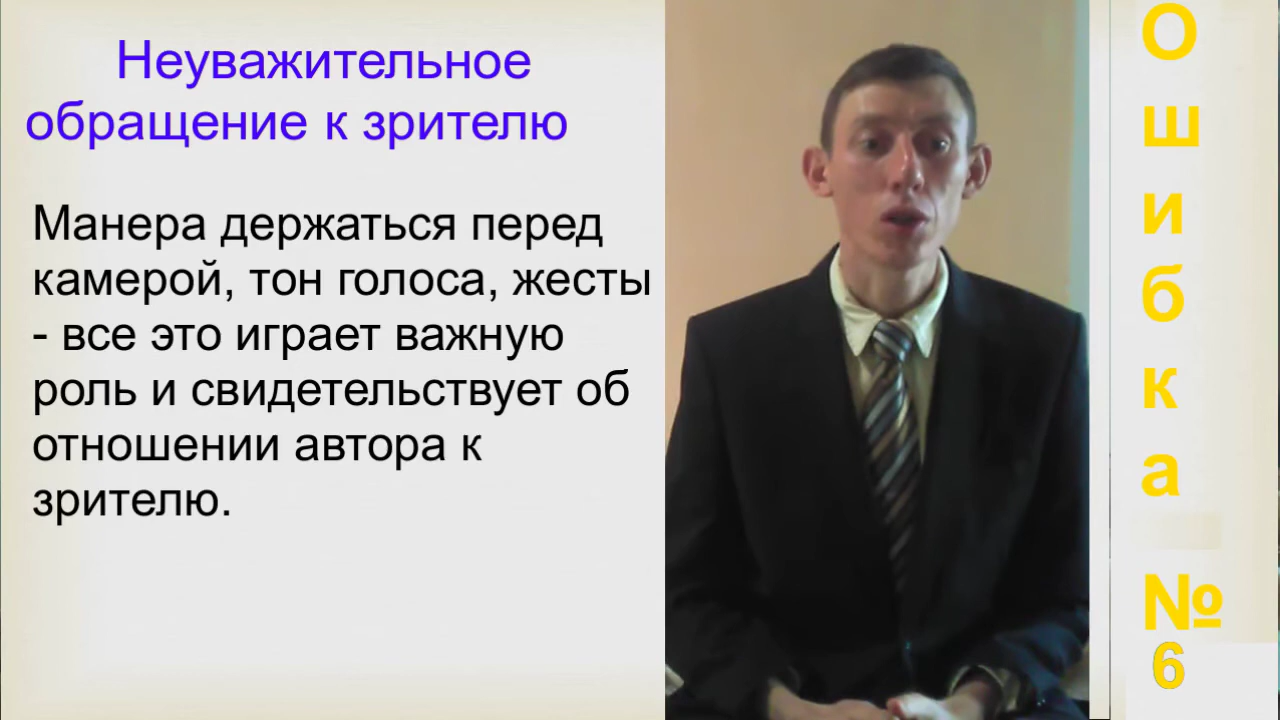 Неуважительное
обращение к зрителю
Манера держаться перед
камерой, тон голоса, жесты
- все это играет важную
роль и свидетельствует об
отношении автора к
зрителю.
Ошибка
№
6